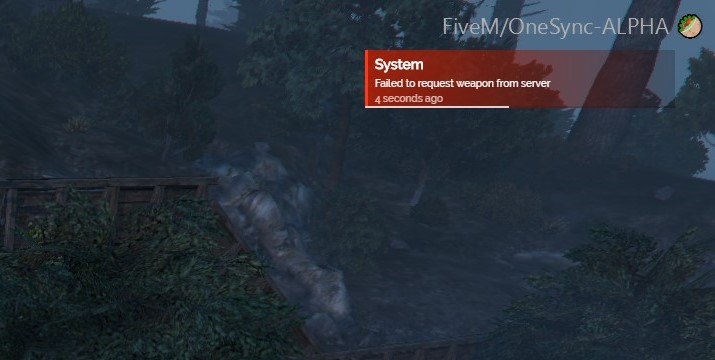 FiveM/OneSync-ALPHA
System
Failed to request weapon from server
4 seconds ago